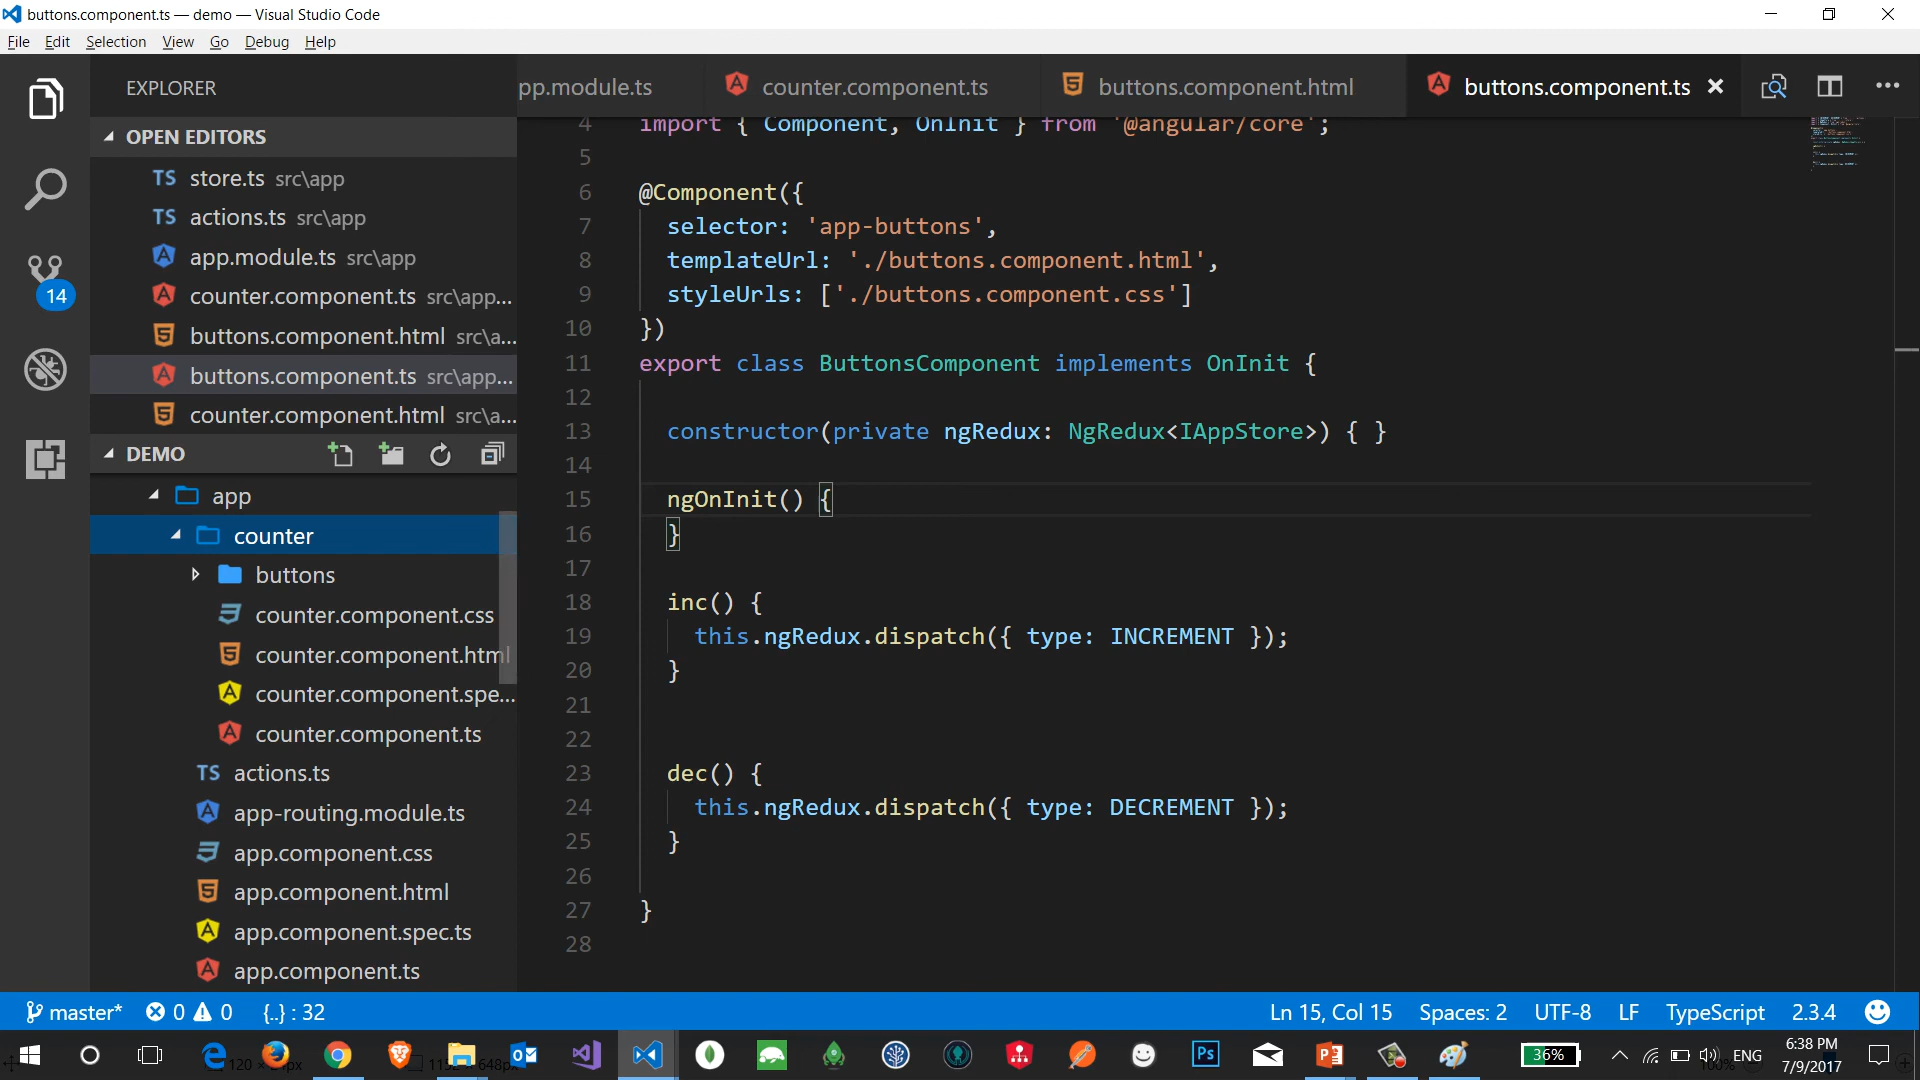 buttons.component.ts — demo — Visual Studio Code
File Edit Selection View Go Debug Help
EXPLORER
OPEN EDITORS
TS store.ts src\app
TS actions.ts src\app
app.module.ts src\app
counter.component.ts src\app...
buttons.component.html src\a...
buttons.component.ts src\app...
counter.component.html src\a...
DEMO
app
counter
buttons
counter.component.css
counter.component.html
counter.component.spe...
counter.component.ts
TS actions.ts
app-routing.module.ts
app.component.css
app.component.html
app.component.spec.ts
app.component.ts
14
pp.module.ts counter.component.ts buttons.component.html buttons.component.ts
4 import { Component, OnInit } from '@angular/core';
5
6 @Component({
7 selector: 'app-buttons',
8 templateUrl: './buttons.component.html',
9 styleUrls: ['./buttons.component.css']
10 })
11 export class ButtonsComponent implements OnInit {
12
13 constructor(private ngRedux: NgRedux<IAppStore>) { }
14
15 ngOnInit() {
16 }
17
18 inc() {
19 this.ngRedux.dispatch({ type: INCREMENT });
20 }
21
22
23 dec() {
24 this.ngRedux.dispatch({ type: DECREMENT });
25 }
26
27 }
28
master* 0 0 {..} : 32 Ln 15, Col 15 Spaces: 2 UTF-8 LF TypeScript 2.3.4
Ps 36% ENG 6:38 PM
7/9/2017